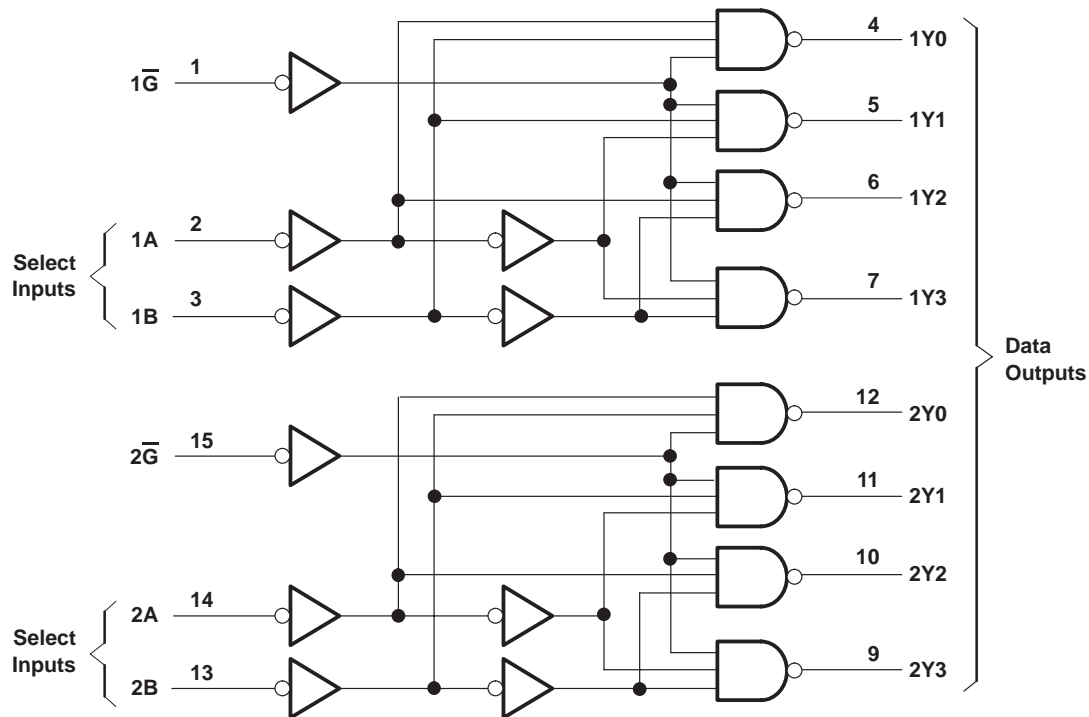 4
1Y0
1G̅
1
5
1Y1
6
1Y2
1A
2
Select
Inputs
7
1Y3
1B
3
Data
Outputs
12
2Y0
2G̅
15
11
2Y1
10
2Y2
2A
14
Select
Inputs
9
2Y3
2B
13